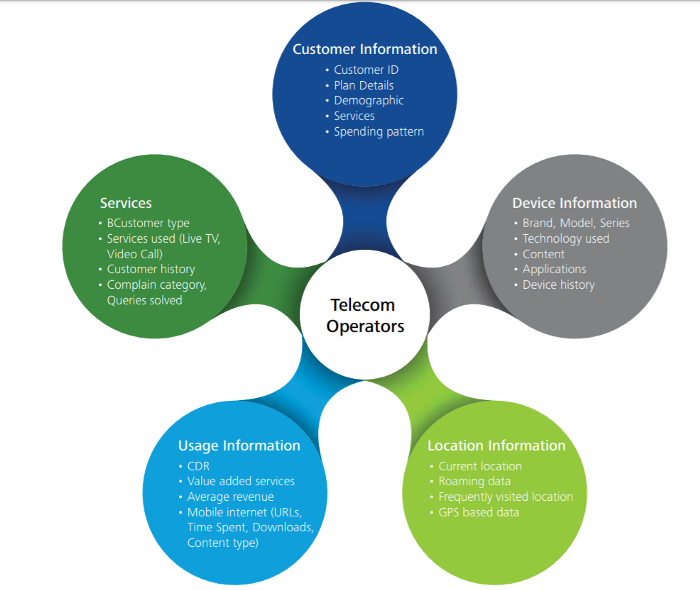 Customer Information
• Customer ID
• Plan Details
• Demographic
• Services
• Spending pattern
Services
• BCustomer type
• Services used (Live TV,
Video Call)
• Customer history
• Complain category,
Queries solved
Device Information
• Brand, Model, Series
• Technology used
• Content
• Applications
• Device history
Telecom
Operators
Usage Information
• CDR
• Value added services
• Average revenue
• Mobile internet (URLs,
Time Spent, Downloads,
Content type)
Location Information
• Current location
• Roaming data
• Frequently visited location
• GPS based data